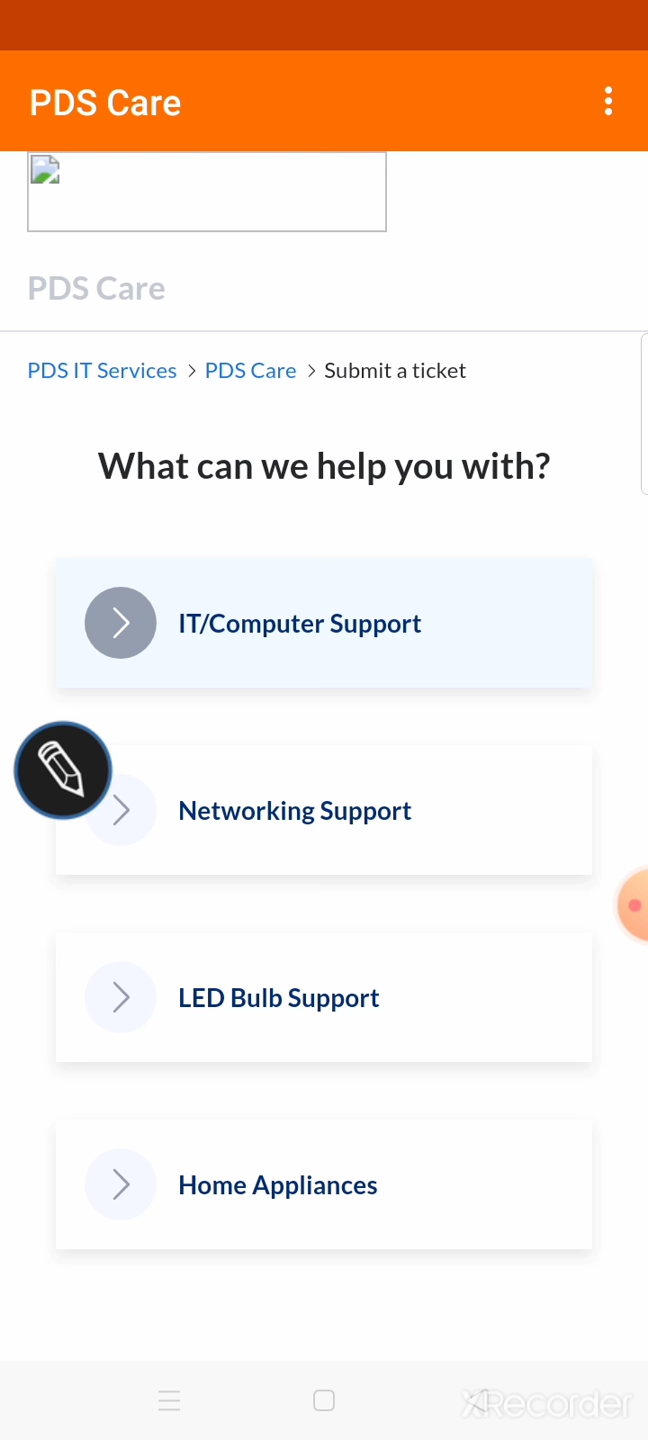 PDS Care
PDS Care
PDS IT Services > PDS Care > Submit a ticket
What can we help you with?
IT/Computer Support
Networking Support
LED Bulb Support
Home Appliances
XRecorder